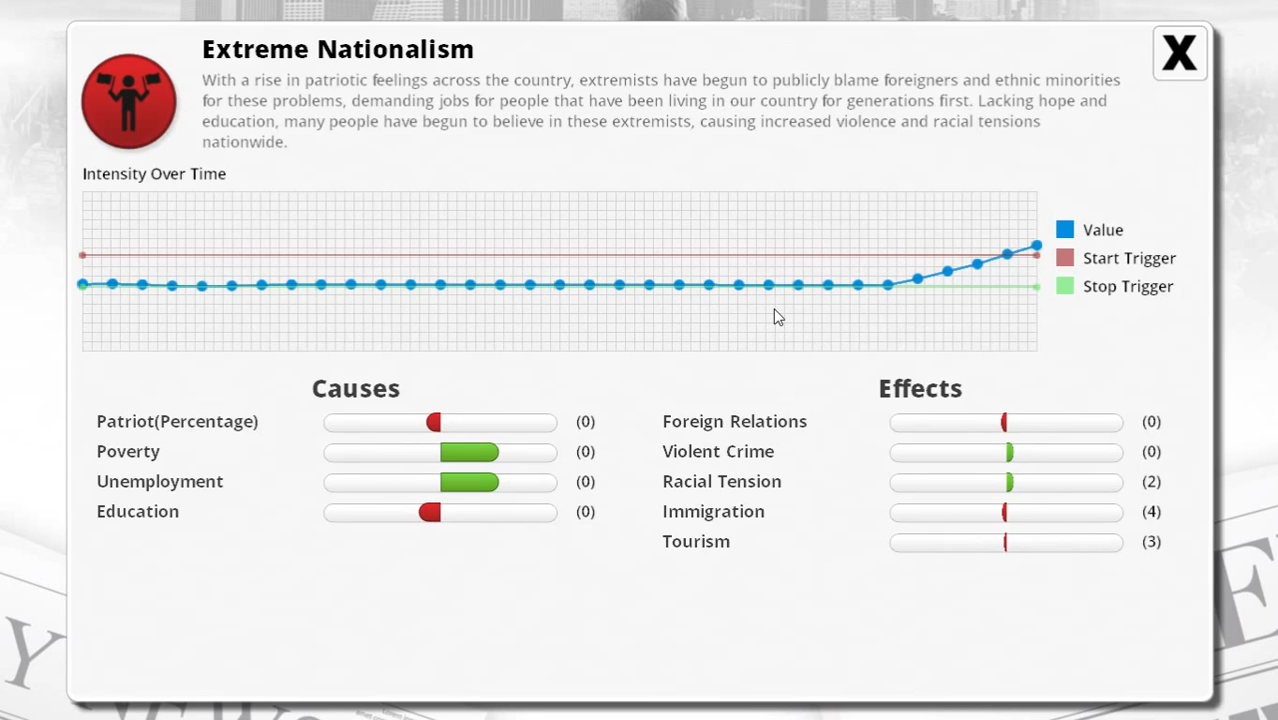 Extreme Nationalism
X
With a rise in patriotic feelings across the country, extremists have begun to publicly blame foreigners and ethnic minorities
for these problems, demanding jobs for people that have been living in our country for generations first. Lacking hope and
education, many people have begun to believe in these extremists, causing increased violence and racial tensions
nationwide.
Intensity Over Time
Value
Start Trigger
Stop Trigger
Causes
Patriot(Percentage) (0)
Poverty (0)
Unemployment (0)
Education (0)
Effects
Foreign Relations (0)
Violent Crime (0)
Racial Tension (2)
Immigration (4)
Tourism (3)